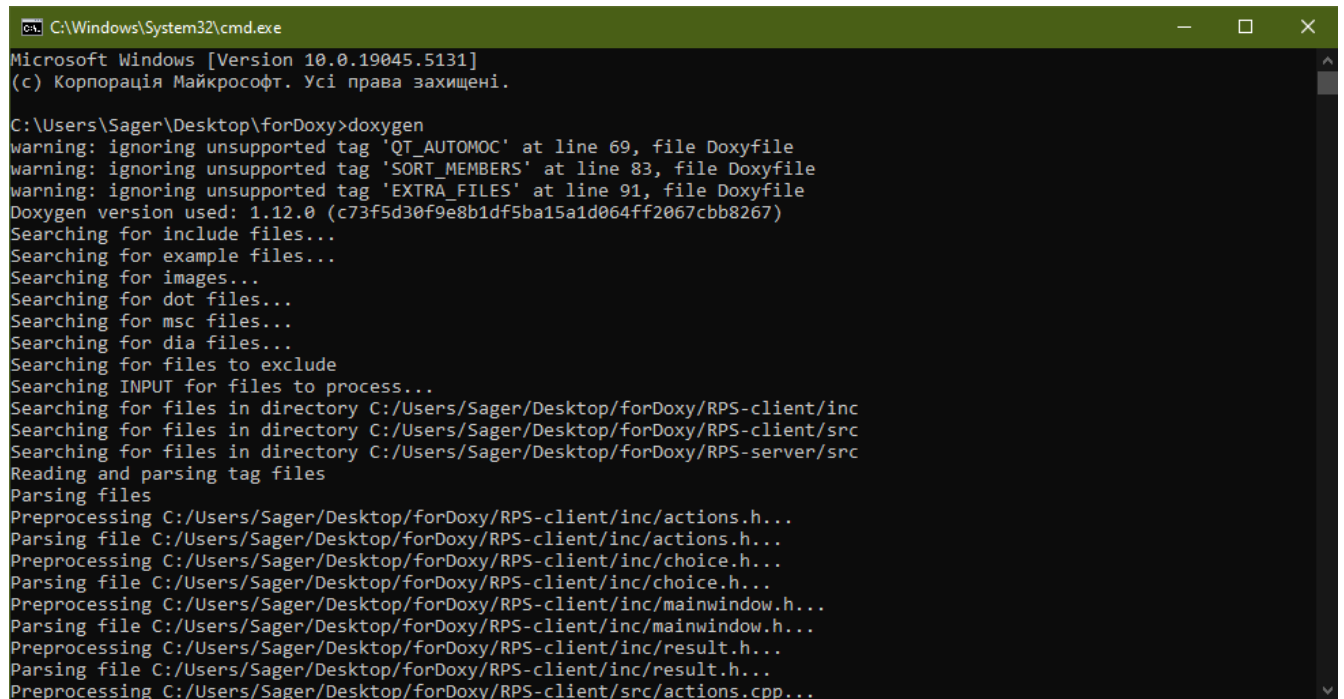 C:\Windows\System32\cmd.exe
Microsoft Windows [Version 10.0.19045.5131]
(c) Корпорація Майкрософт. Усі права захищені.
C:\Users\Sager\Desktop\forDoxy>doxygen
warning: ignoring unsupported tag 'QT_AUTOMOC' at line 69, file Doxyfile
warning: ignoring unsupported tag 'SORT_MEMBERS' at line 83, file Doxyfile
warning: ignoring unsupported tag 'EXTRA_FILES' at line 91, file Doxyfile
Doxygen version used: 1.12.0 (c73f5d30f9e8b1df5ba15a1d064ff2067cbb8267)
Searching for include files...
Searching for example files...
Searching for images...
Searching for dot files...
Searching for msc files...
Searching for dia files...
Searching for files to exclude
Searching INPUT for files to process...
Searching for files in directory C:/Users/Sager/Desktop/forDoxy/RPS-client/inc
Searching for files in directory C:/Users/Sager/Desktop/forDoxy/RPS-client/src
Searching for files in directory C:/Users/Sager/Desktop/forDoxy/RPS-server/src
Reading and parsing tag files
Parsing files
Preprocessing C:/Users/Sager/Desktop/forDoxy/RPS-client/inc/actions.h...
Parsing file C:/Users/Sager/Desktop/forDoxy/RPS-client/inc/actions.h...
Preprocessing C:/Users/Sager/Desktop/forDoxy/RPS-client/inc/choice.h...
Parsing file C:/Users/Sager/Desktop/forDoxy/RPS-client/inc/choice.h...
Preprocessing C:/Users/Sager/Desktop/forDoxy/RPS-client/inc/mainwindow.h...
Parsing file C:/Users/Sager/Desktop/forDoxy/RPS-client/inc/mainwindow.h...
Preprocessing C:/Users/Sager/Desktop/forDoxy/RPS-client/inc/result.h...
Parsing file C:/Users/Sager/Desktop/forDoxy/RPS-client/inc/result.h...
Preprocessing C:/Users/Sager/Desktop/forDoxy/RPS-client/src/actions.cpp...